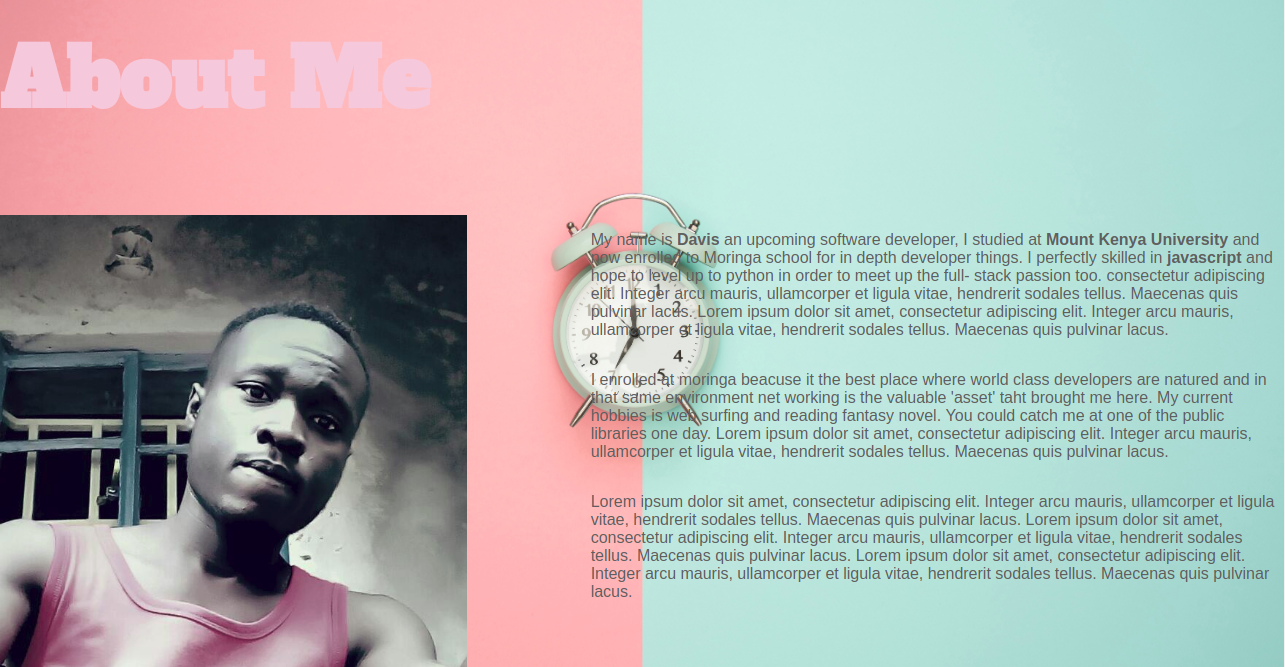 About Me
My name is Davis an upcoming software developer, I studied at Mount Kenya University and
now enrolled to Moringa school for in depth developer things. I perfectly skilled in javascript and
hope to level up to python in order to meet up the full- stack passion too. consectetur adipiscing
elit. Integer arcu mauris, ullamcorper et ligula vitae, hendrerit sodales tellus. Maecenas quis
pulvinar lacus. Lorem ipsum dolor sit amet, consectetur adipiscing elit. Integer arcu mauris,
ullamcorper et ligula vitae, hendrerit sodales tellus. Maecenas quis pulvinar lacus.
I enrolled at moringa beacuse it the best place where world class developers are natured and in
that same environment net working is the valuable 'asset' taht brought me here. My current
hobbies is web surfing and reading fantasy novel. You could catch me at one of the public
libraries one day. Lorem ipsum dolor sit amet, consectetur adipiscing elit. Integer arcu mauris,
ullamcorper et ligula vitae, hendrerit sodales tellus. Maecenas quis pulvinar lacus.
Lorem ipsum dolor sit amet, consectetur adipiscing elit. Integer arcu mauris, ullamcorper et ligula
vitae, hendrerit sodales tellus. Maecenas quis pulvinar lacus. Lorem ipsum dolor sit amet,
consectetur adipiscing elit. Integer arcu mauris, ullamcorper et ligula vitae, hendrerit sodales
tellus. Maecenas quis pulvinar lacus. Lorem ipsum dolor sit amet, consectetur adipiscing elit.
Integer arcu mauris, ullamcorper et ligula vitae, hendrerit sodales tellus. Maecenas quis pulvinar
lacus.